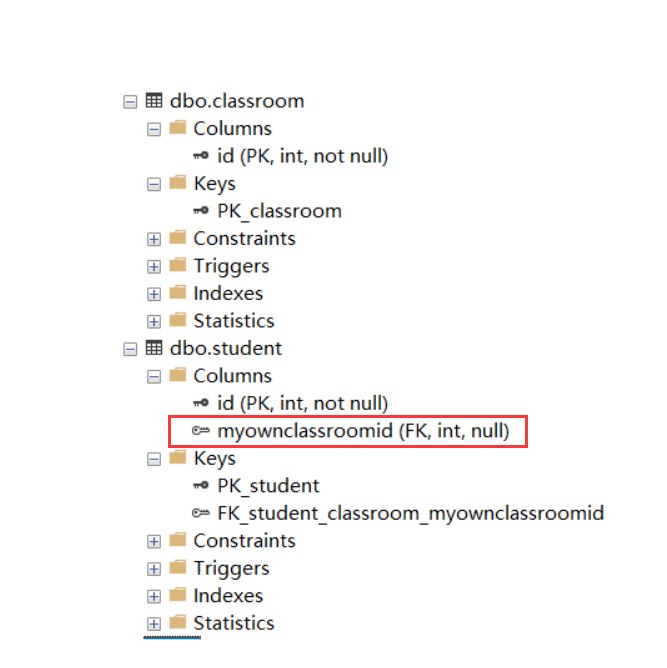 dbo.classroom
Columns
id (PK, int, not null)
Keys
PK_classroom
Constraints
Triggers
Indexes
Statistics
dbo.student
Columns
id (PK, int, not null)
myownclassroomid (FK, int, null)
Keys
PK_student
FK_student_classroom_myownclassroomid
Constraints
Triggers
Indexes
Statistics